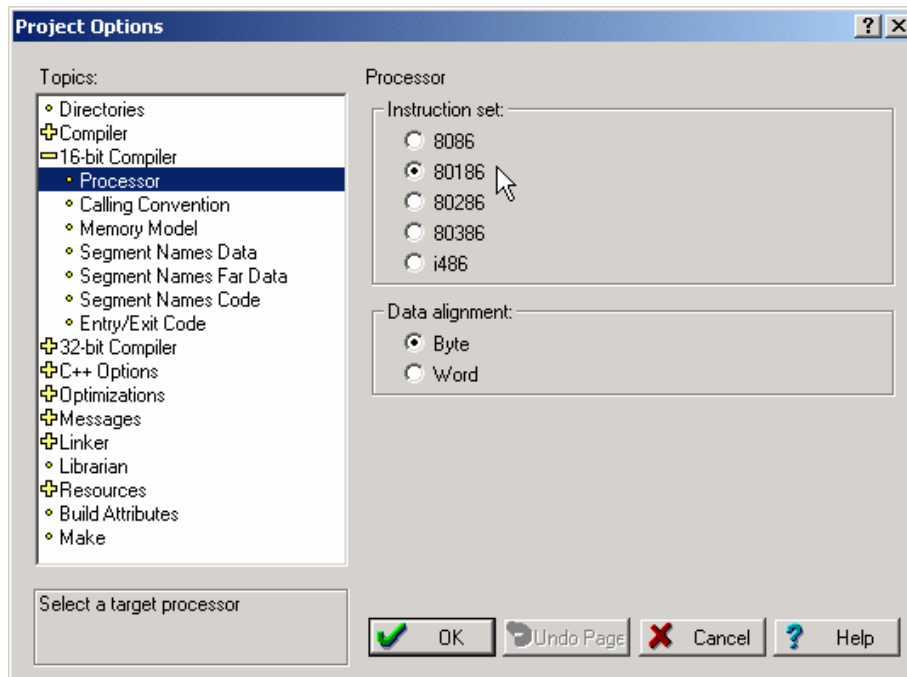 Project Options
Topics:
Directories
Compiler
16-bit Compiler
Processor
Calling Convention
Memory Model
Segment Names Data
Segment Names Far Data
Segment Names Code
Entry/Exit Code
32-bit Compiler
C++ Options
Optimizations
Messages
Linker
Librarian
Resources
Build Attributes
Make
Select a target processor
Processor
Instruction set:
8086
80186
80286
80386
i486
Data alignment:
Byte
Word
OK
Undo Page
Cancel
Help